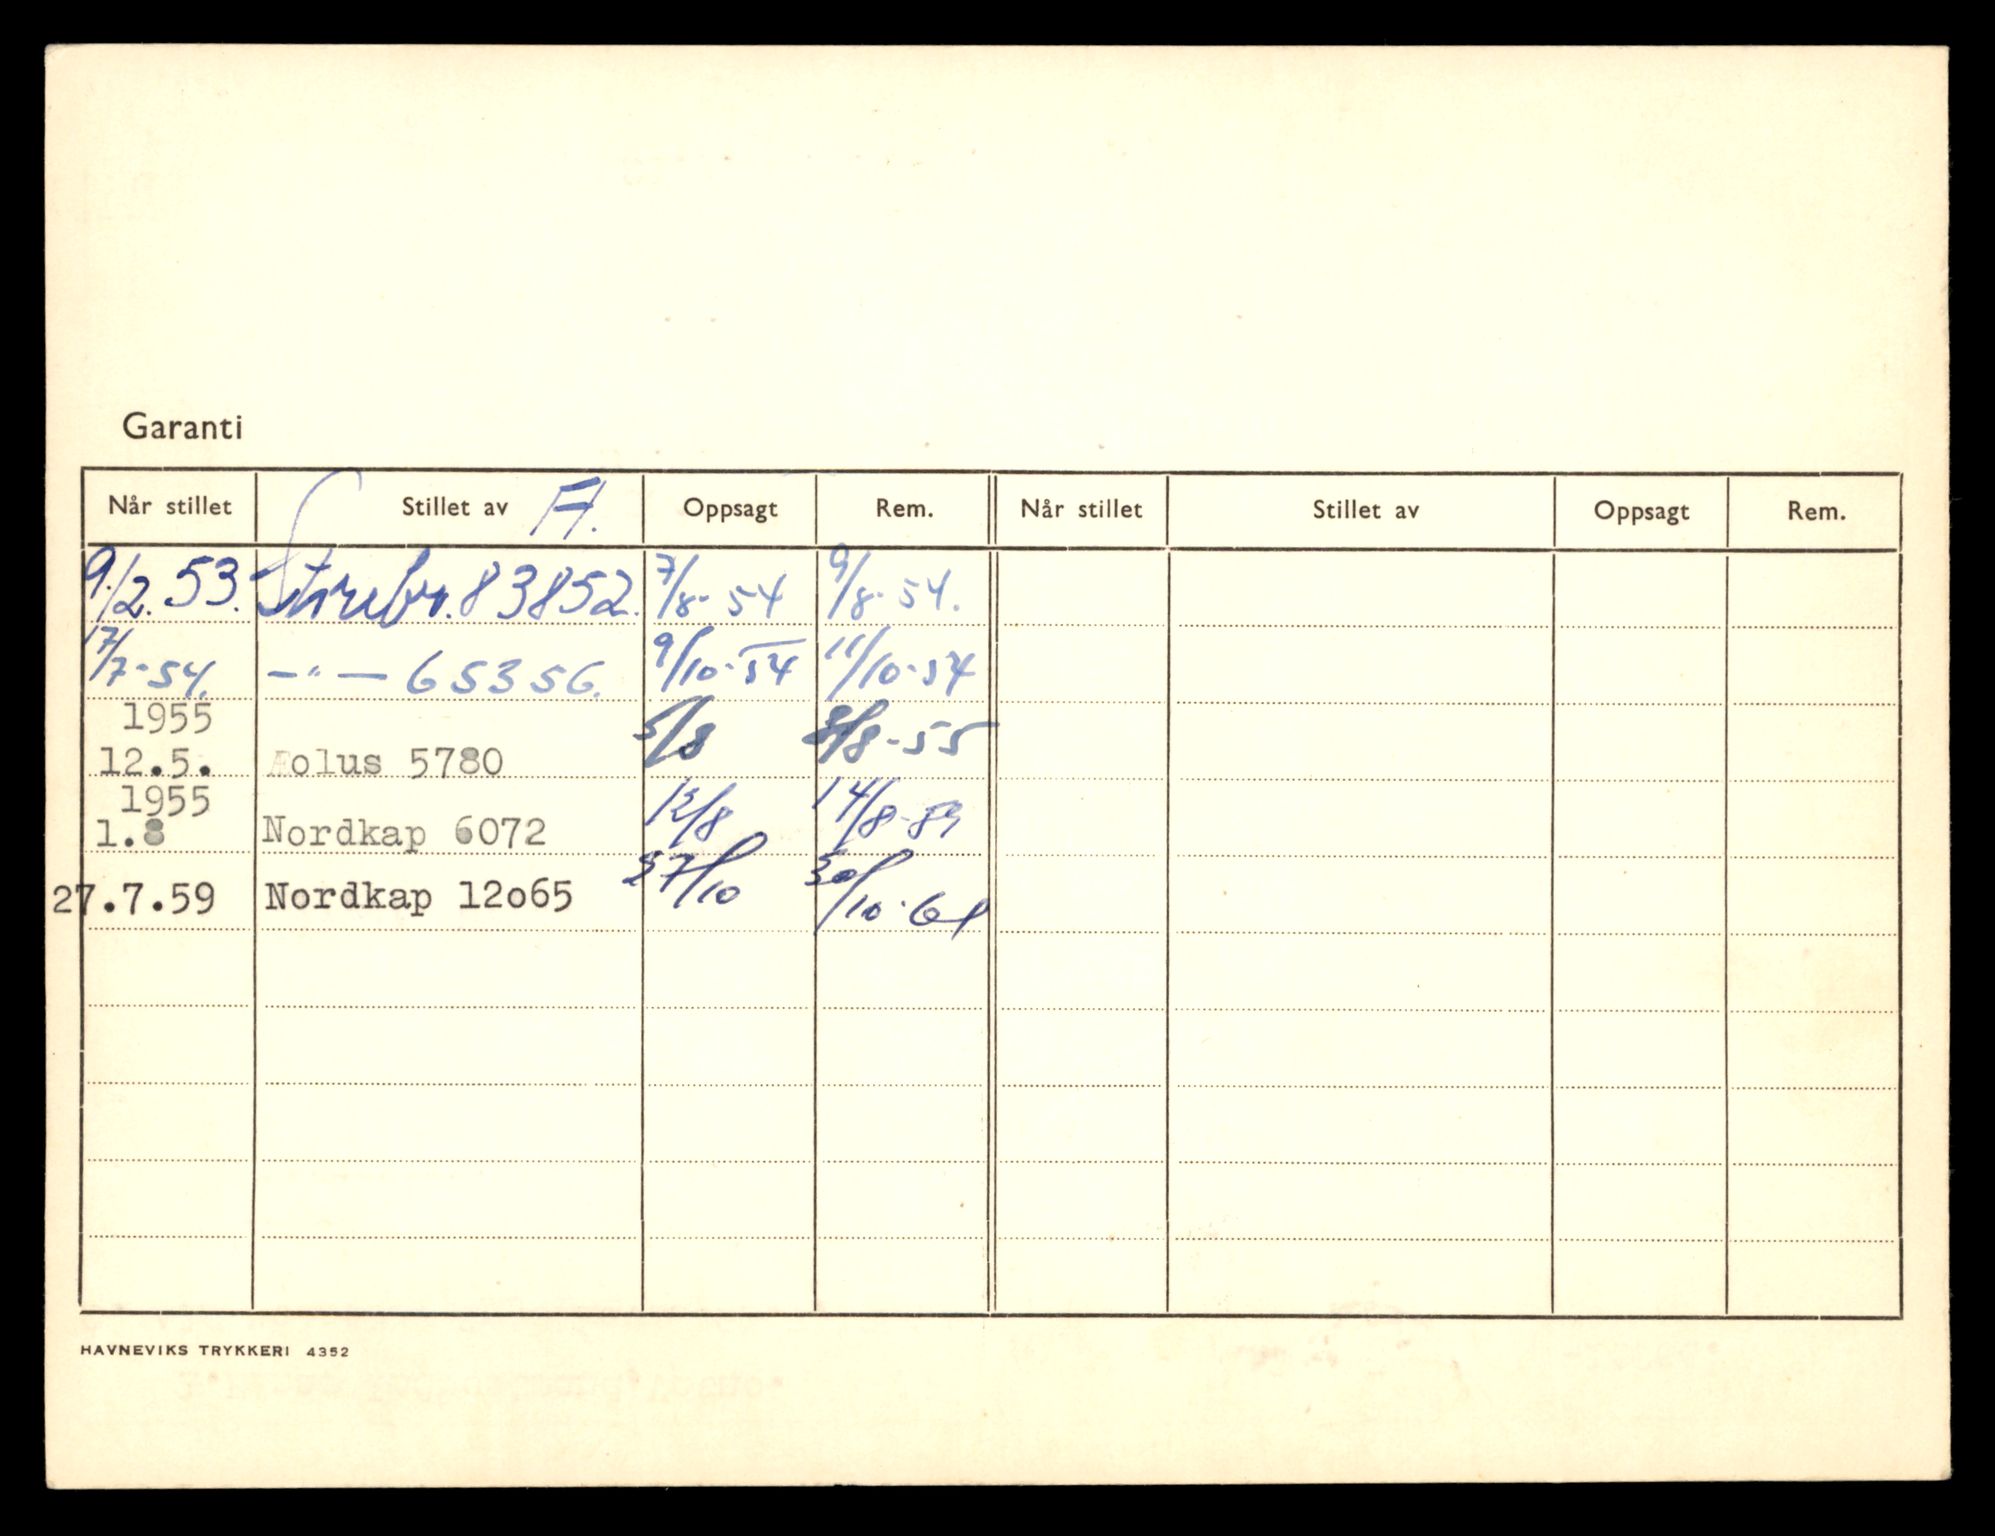 Garanti
Når stillet Stillet av A. Oppsagt Rem. Når stillet Stillet av Oppsagt Rem.
9/2.53. Storebr. 83852. 7/8-54 9/8-54.
17/7-54. —"— 65356. 9/10-54 11/10-54
1955
12.5. Æolus 5780 5/8 8/8-55
1955
1.8 Nordkap 6072 12/8 14/8-59
27.7.59 Nordkap 12o65 27/10 30/10-61
HAVNEVIKS TRYKKERI 4352